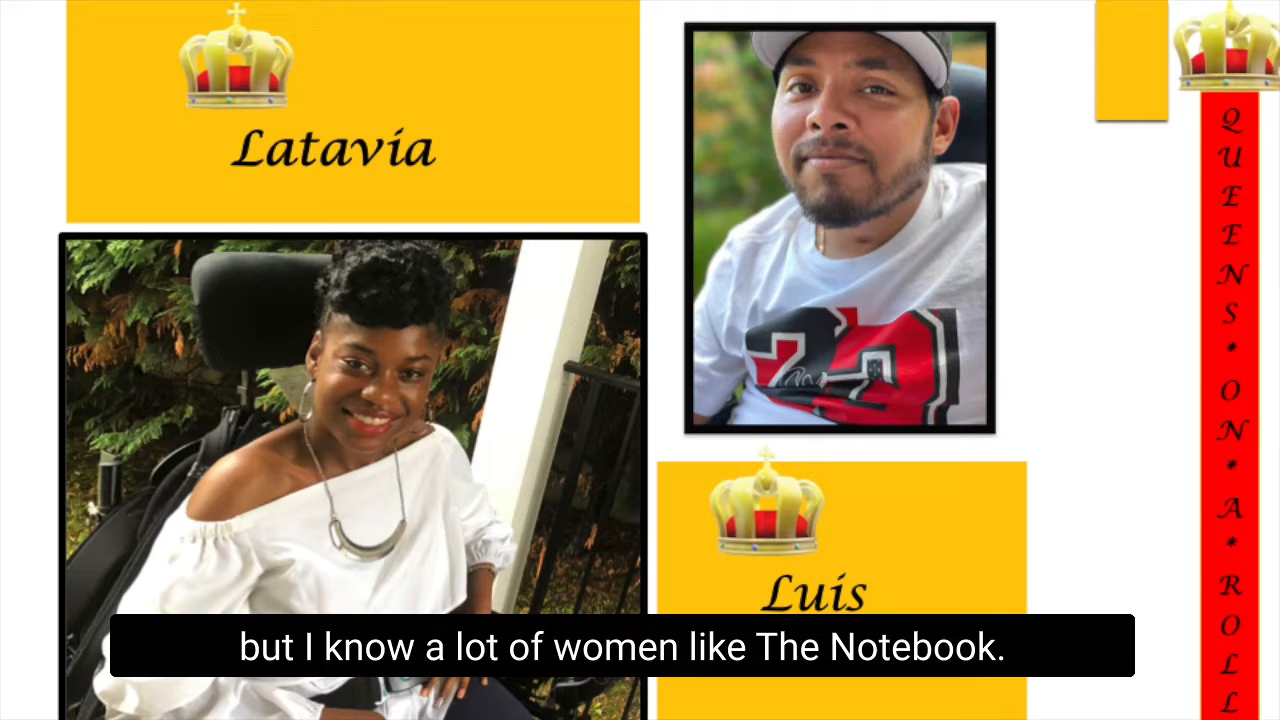 Latavia
Luis
but I know a lot of women like The Notebook.
QUEENS*ON*A*ROLL